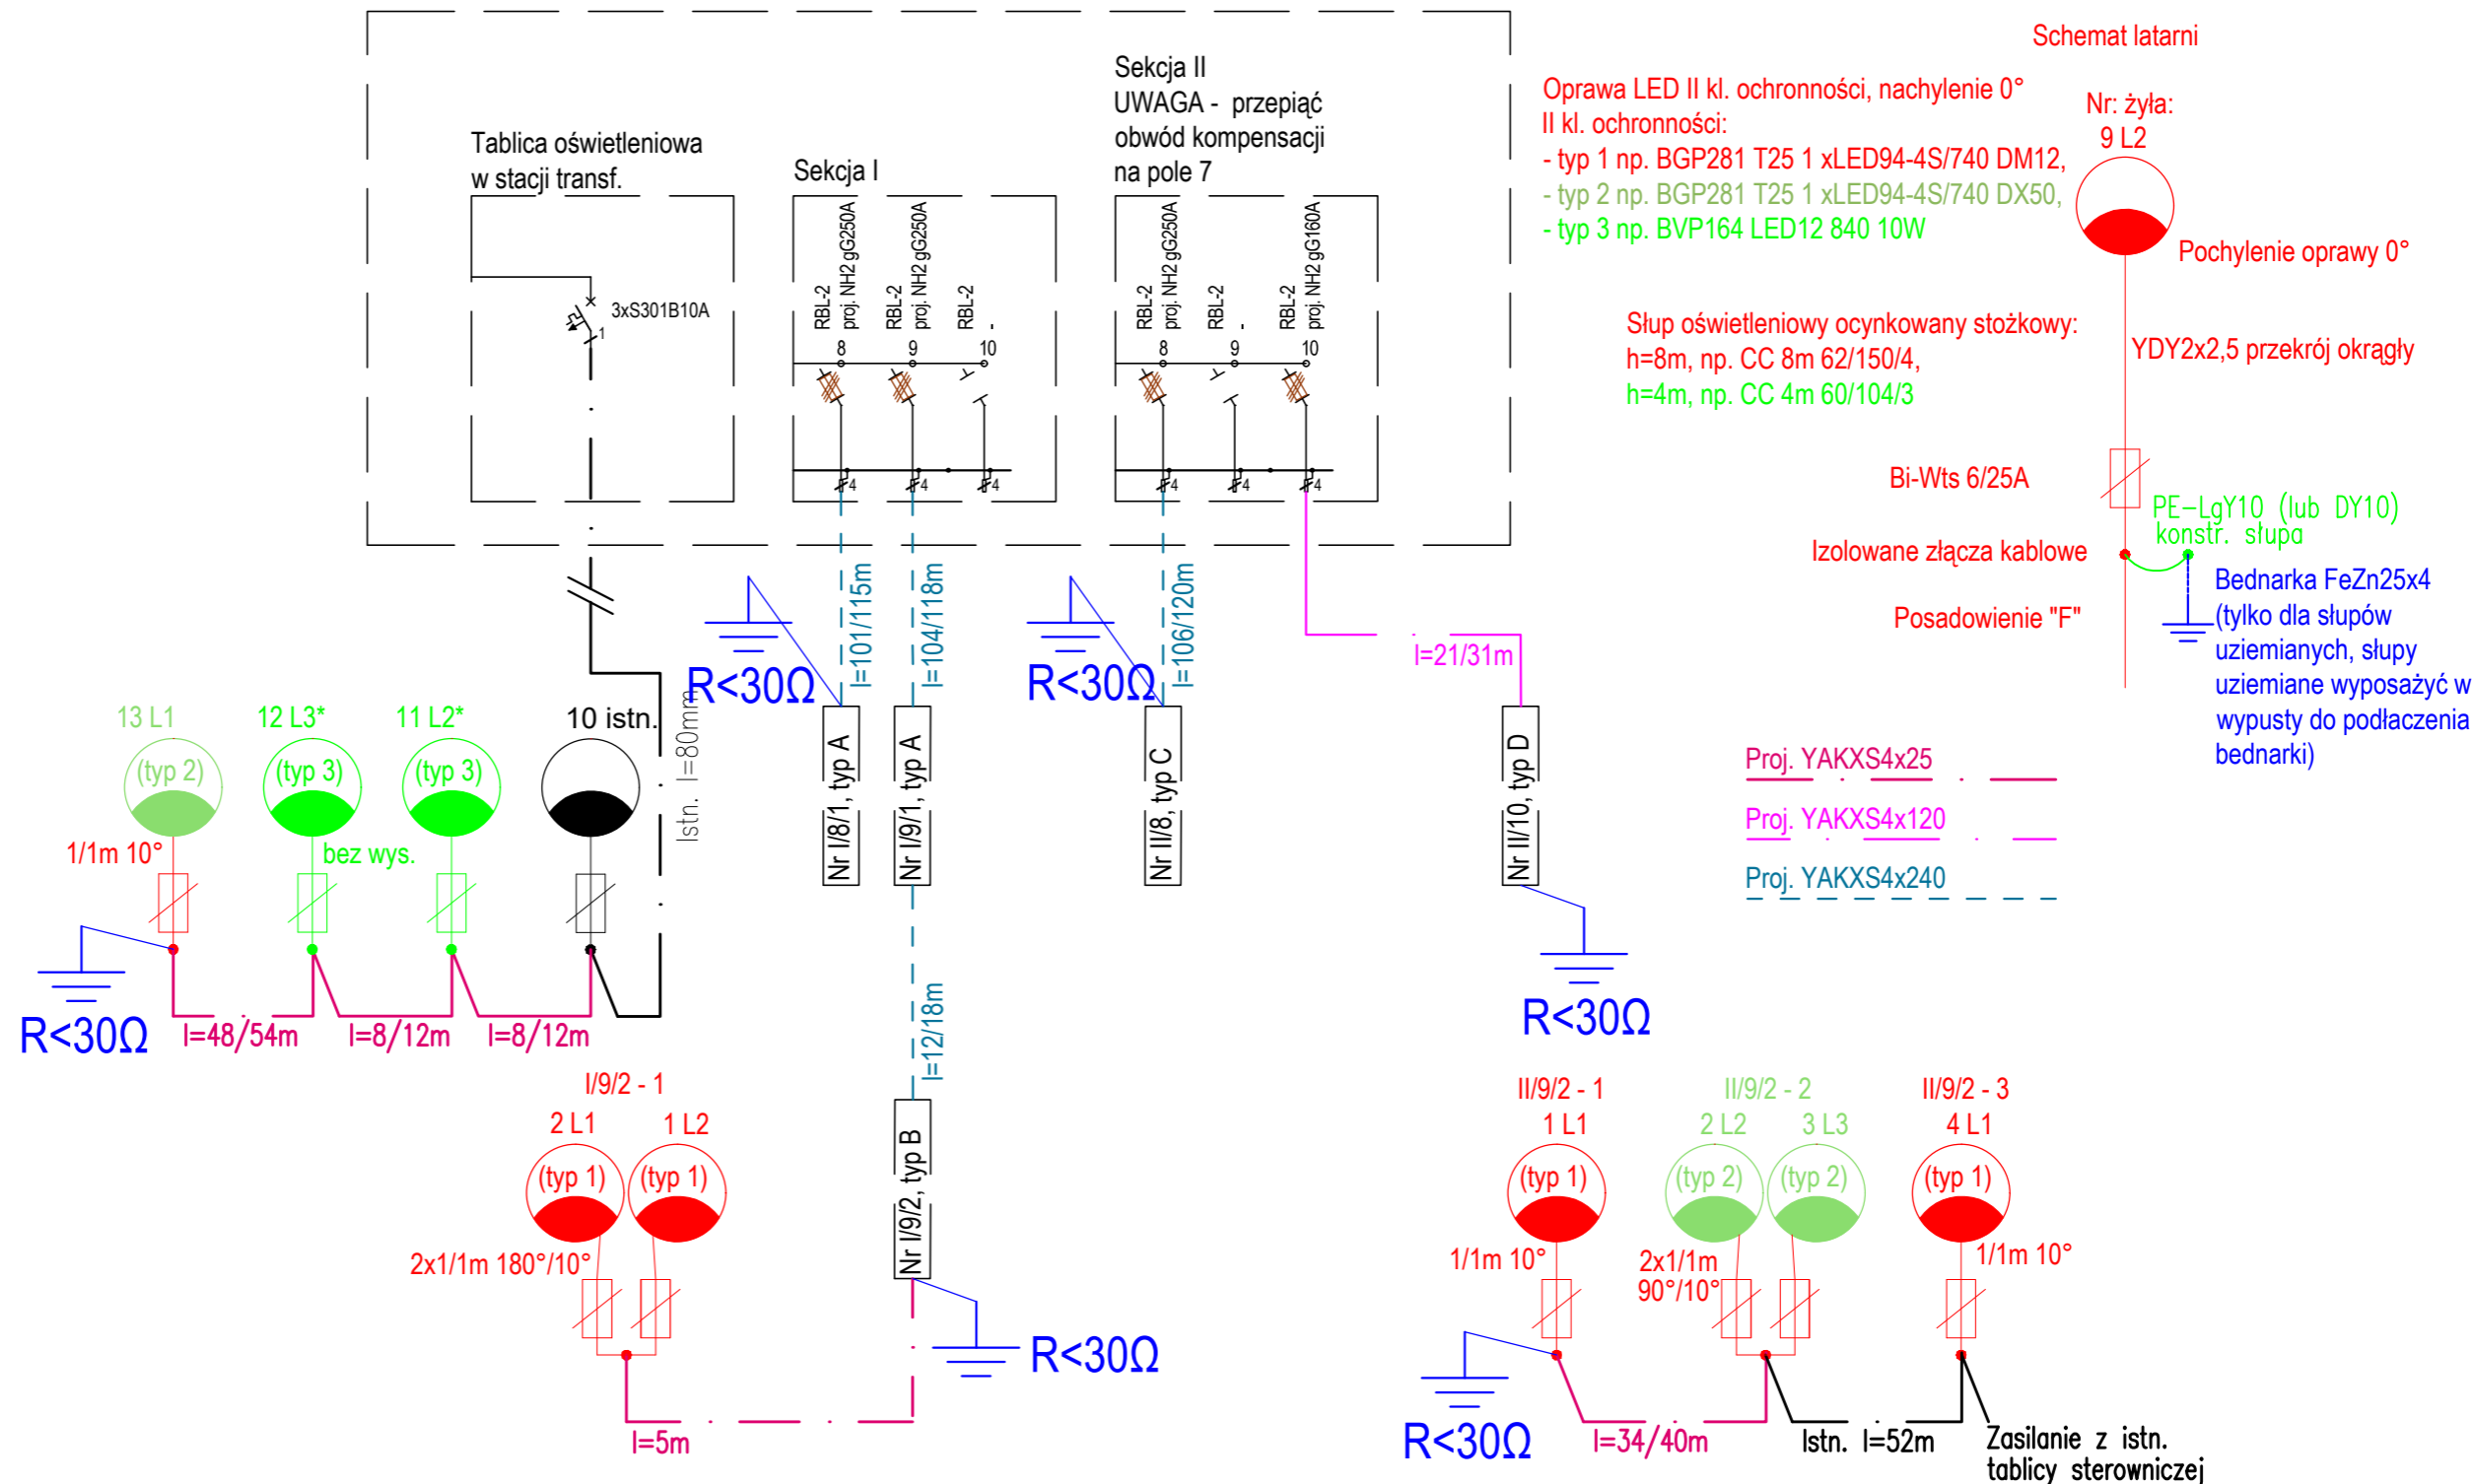 Schemat latarni
Sekcja II
UWAGA - przepiąć
obwód kompensacji
na pole 7
Oprawa LED II kl. ochronności, nachylenie 0°
II kl. ochronności:
- typ 1 np. BGP281 T25 1 xLED94-4S/740 DM12,
- typ 2 np. BGP281 T25 1 xLED94-4S/740 DX50,
- typ 3 np. BVP164 LED12 840 10W
Nr: żyła:
9 L2
Tablica oświetleniowa
w stacji transf.
Sekcja I
Pochylenie oprawy 0°
3xS301B10A
1
RBL-2
proj. NH2 gG250A
RBL-2
proj. NH2 gG250A
RBL-2
-
8
9
10
4
4
4
RBL-2
proj. NH2 gG250A
RBL-2
-
RBL-2
proj. NH2 gG160A
8
9
10
4
4
4
Słup oświetleniowy ocynkowany stożkowy:
h=8m, np. CC 8m 62/150/4,
h=4m, np. CC 4m 60/104/3
YDY2x2,5 przekrój okrągły
Bi-Wts 6/25A
PE-LgY10 (lub DY10)
konstr. słupa
Izolowane złącza kablowe
Posadowienie "F"
Bednarka FeZn25x4
(tylko dla słupów
uziemianych, słupy
uziemiane wyposażyć w
wypusty do podłaczenia
bednarki)
l=101/115m
l=104/118m
l=106/120m
l=21/31m
R<30Ω
R<30Ω
Istn. l=80mm
13 L1
12 L3*
11 L2*
10 istn.
(typ 2)
(typ 3)
(typ 3)
1/1m 10°
bez wys.
Nr I/8/1, typ A
Nr I/9/1, typ A
Nr II/8, typ C
Nr II/10, typ D
Proj. YAKXS4x25
Proj. YAKXS4x120
Proj. YAKXS4x240
R<30Ω
l=48/54m
l=8/12m
l=8/12m
R<30Ω
l=12/18m
I/9/2 - 1
2 L1
1 L2
(typ 1)
(typ 1)
2x1/1m 180°/10°
Nr I/9/2, typ B
R<30Ω
l=5m
II/9/2 - 1
II/9/2 - 2
II/9/2 - 3
1 L1
2 L2
3 L3
4 L1
(typ 1)
(typ 2)
(typ 2)
(typ 1)
1/1m 10°
2x1/1m
90°/10°
1/1m 10°
R<30Ω
l=34/40m
Istn. l=52m
Zasilanie z istn.
tablicy sterowniczej